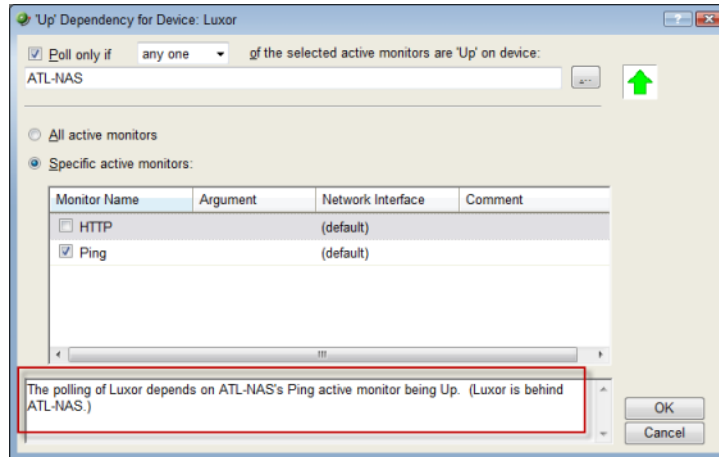 'Up' Dependency for Device: Luxor
Poll only if any one of the selected active monitors are 'Up' on device:
ATL-NAS
...
All active monitors
Specific active monitors:
Monitor Name Argument Network Interface Comment
HTTP (default)
Ping (default)
The polling of Luxor depends on ATL-NAS's Ping active monitor being Up. (Luxor is behind
ATL-NAS.)
OK
Cancel